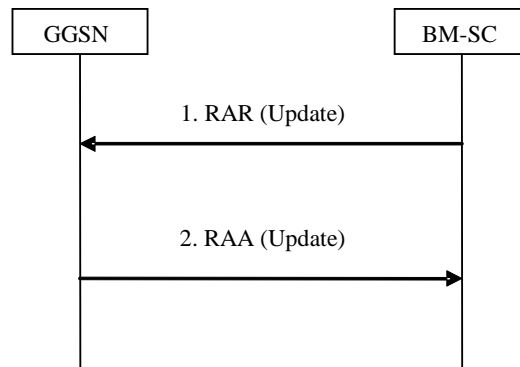 GGSN
BM-SC
1. RAR (Update)
2. RAA (Update)